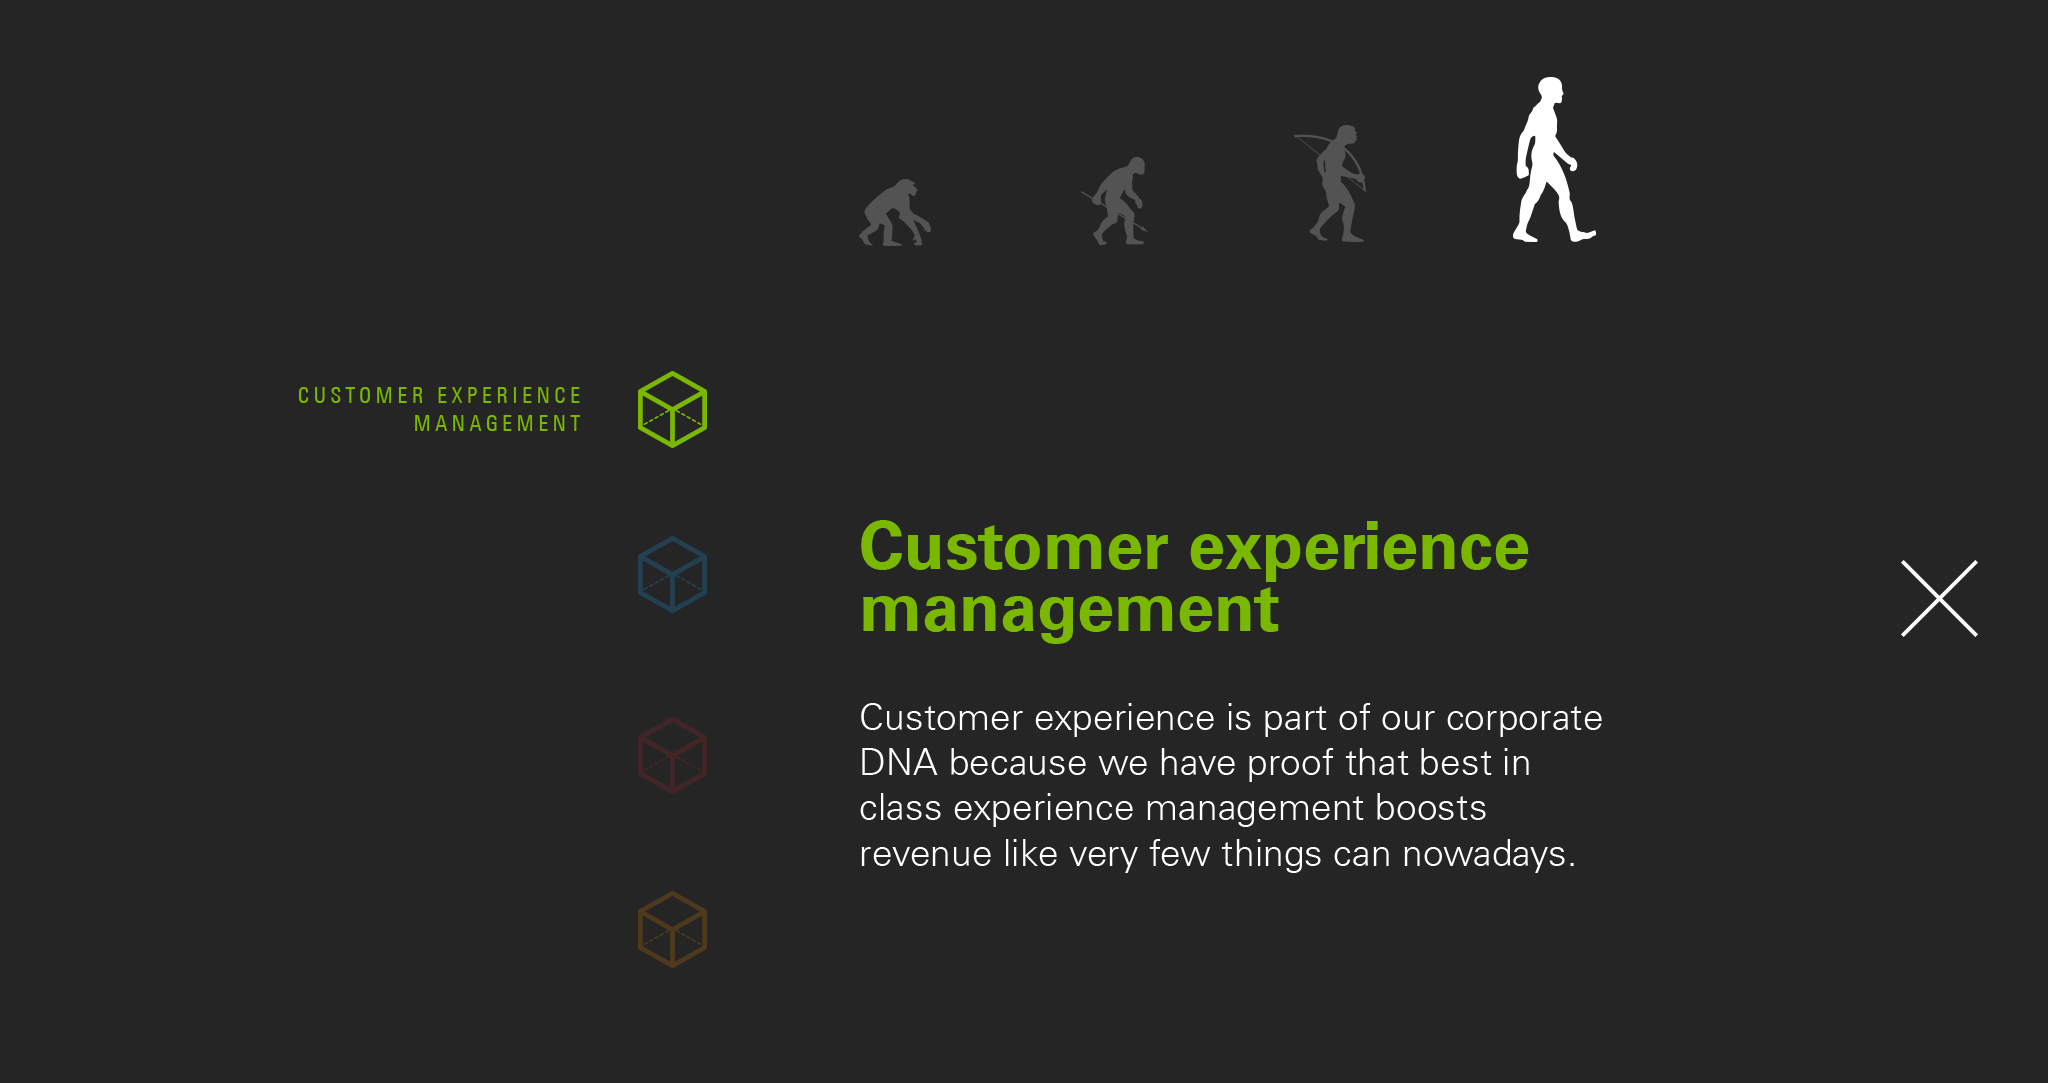 CUSTOMER EXPERIENCE
MANAGEMENT
Customer experience
management
Customer experience is part of our corporate
DNA because we have proof that best in
class experience management boosts
revenue like very few things can nowadays.